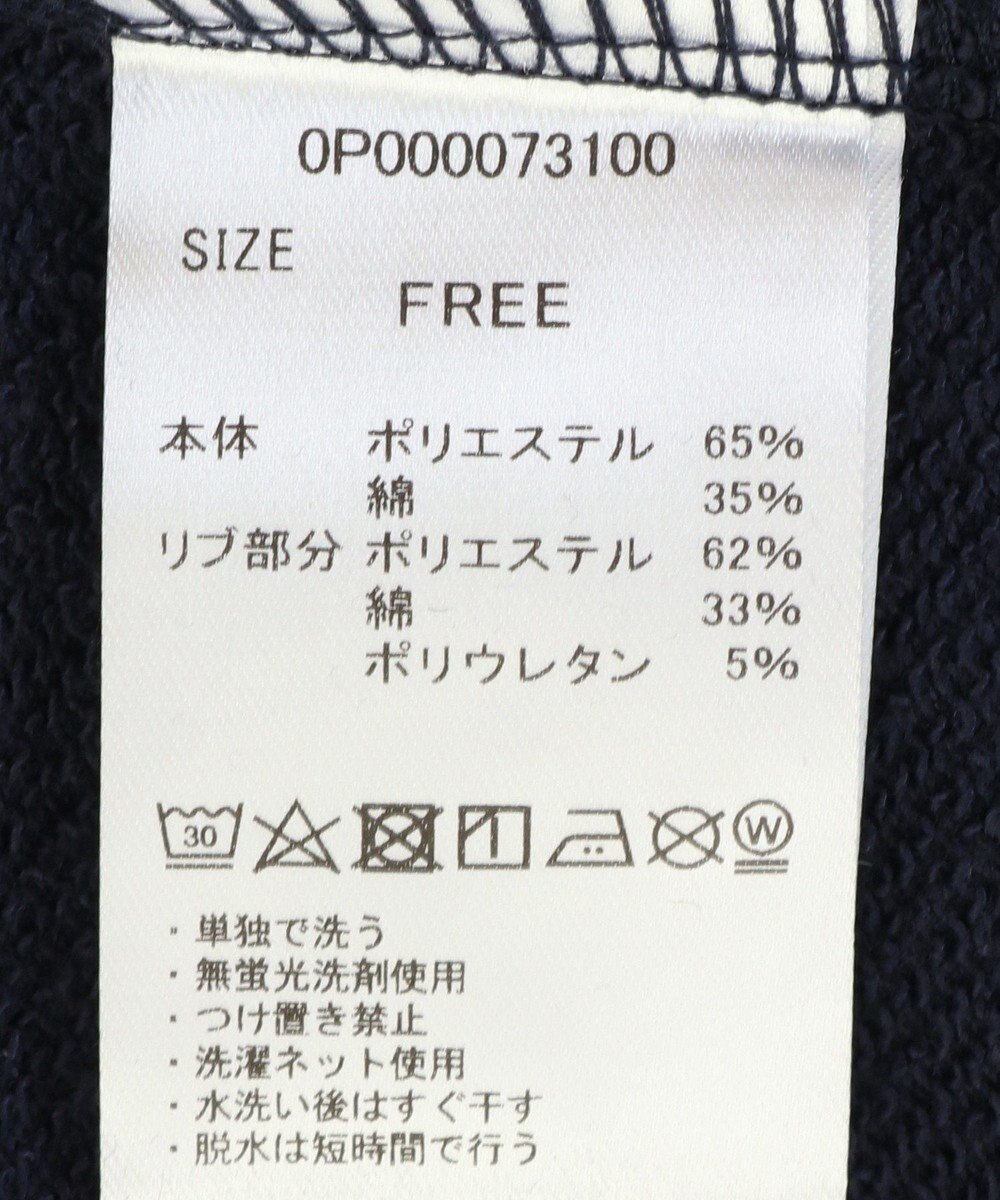 0P000073100
SIZE
FREE
本体 ポリエステル 65%
綿 35%
リブ部分 ポリエステル 62%
綿 33%
ポリウレタン 5%
30 W
・単独で洗う
・無蛍光洗剤使用
・つけ置き禁止
・洗濯ネット使用
・水洗い後はすぐ干す
・脱水は短時間で行う